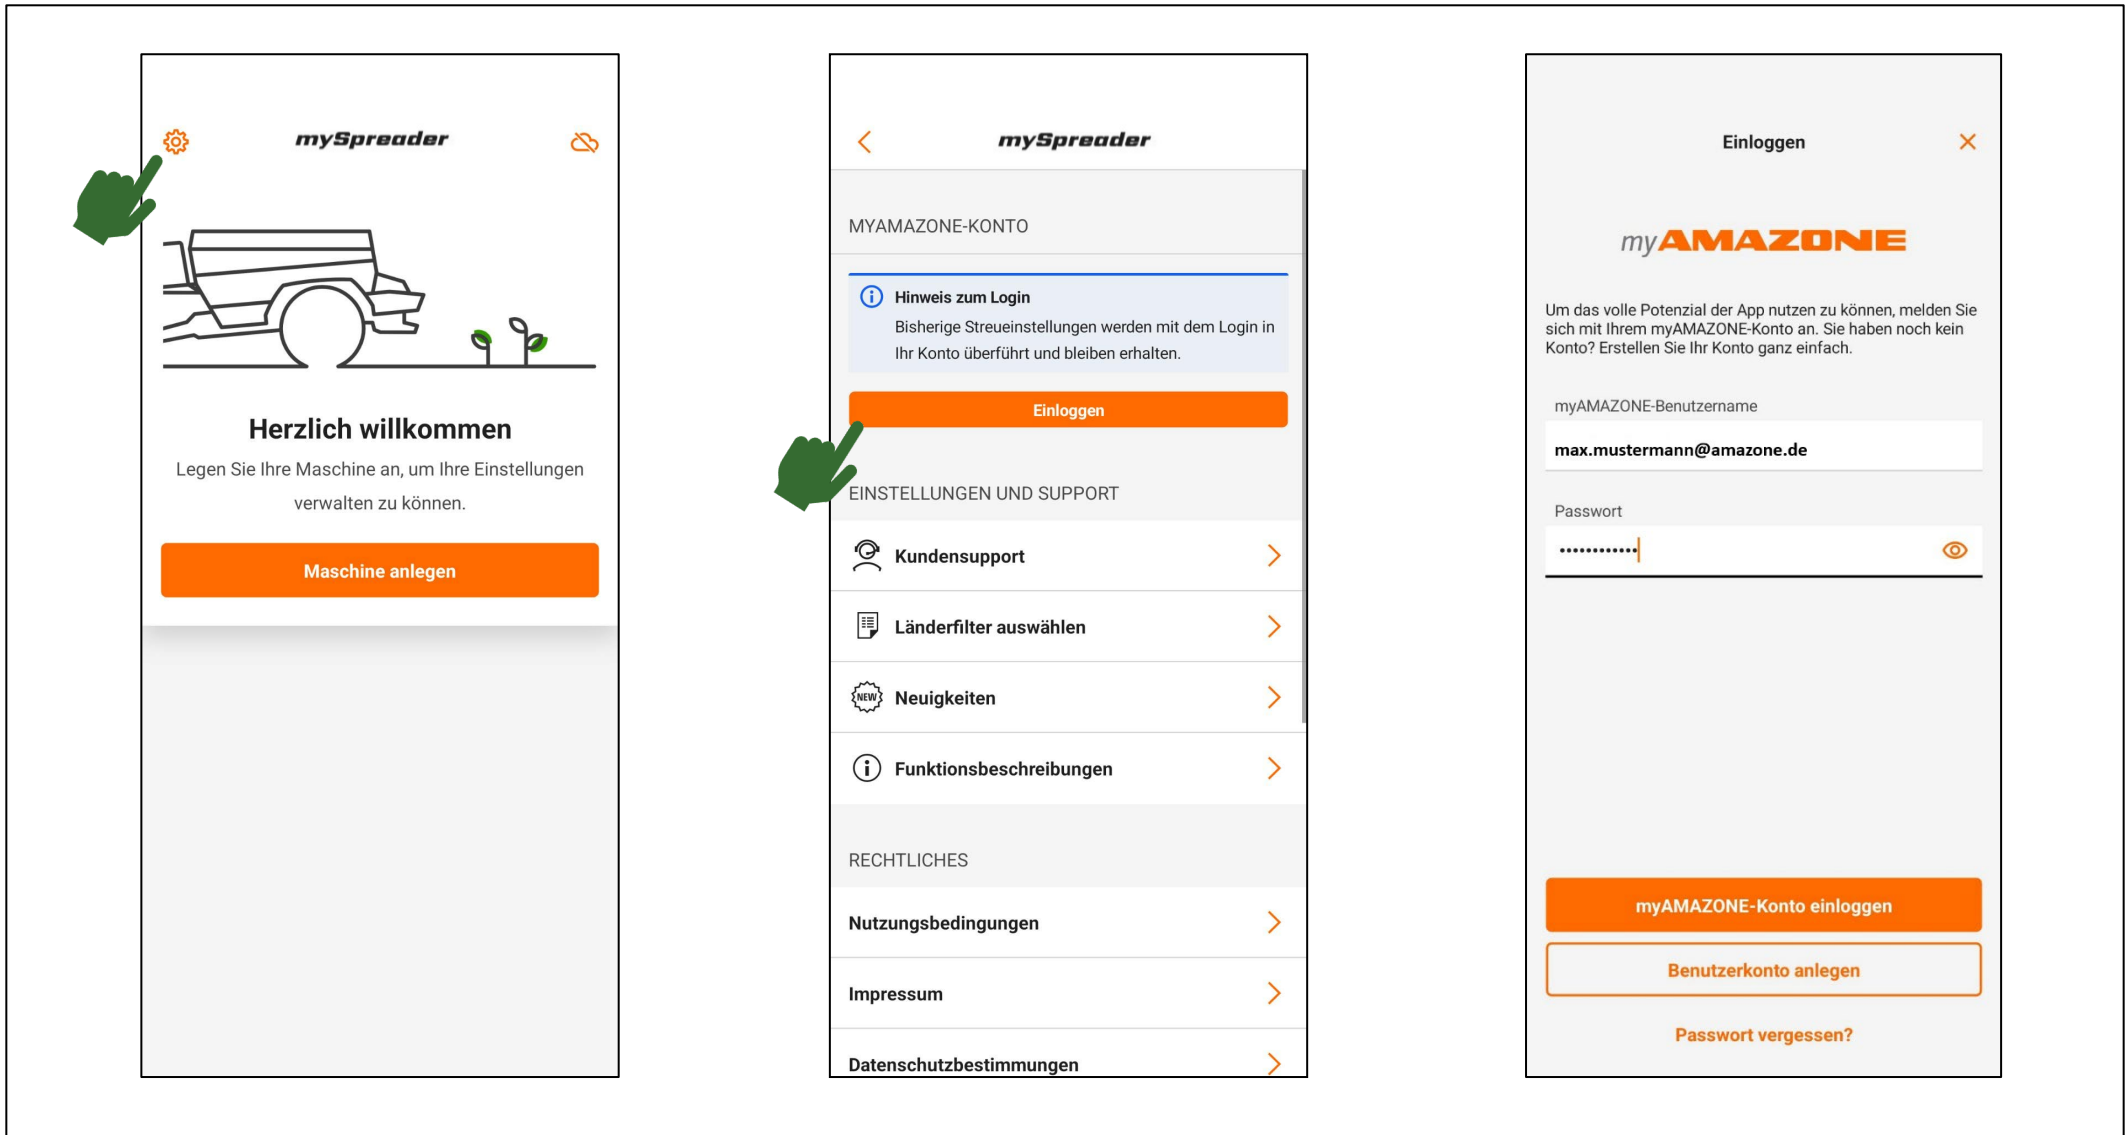 mySpreader
Herzlich willkommen
Legen Sie Ihre Maschine an, um Ihre Einstellungen
verwalten zu können.
Maschine anlegen
mySpreader
MYAMAZONE-KONTO
Hinweis zum Login
Bisherige Streueinstellungen werden mit dem Login in
Ihr Konto überführt und bleiben erhalten.
Einloggen
EINSTELLUNGEN UND SUPPORT
Kundensupport
Länderfilter auswählen
NEW Neuigkeiten
Funktionsbeschreibungen
RECHTLICHES
Nutzungsbedingungen
Impressum
Datenschutzbestimmungen
Einloggen
myAMAZONE
Um das volle Potenzial der App nutzen zu können, melden Sie
sich mit Ihrem myAMAZONE-Konto an. Sie haben noch kein
Konto? Erstellen Sie Ihr Konto ganz einfach.
myAMAZONE-Benutzername
max.mustermann@amazone.de
Passwort
••••••••••••
myAMAZONE-Konto einloggen
Benutzerkonto anlegen
Passwort vergessen?